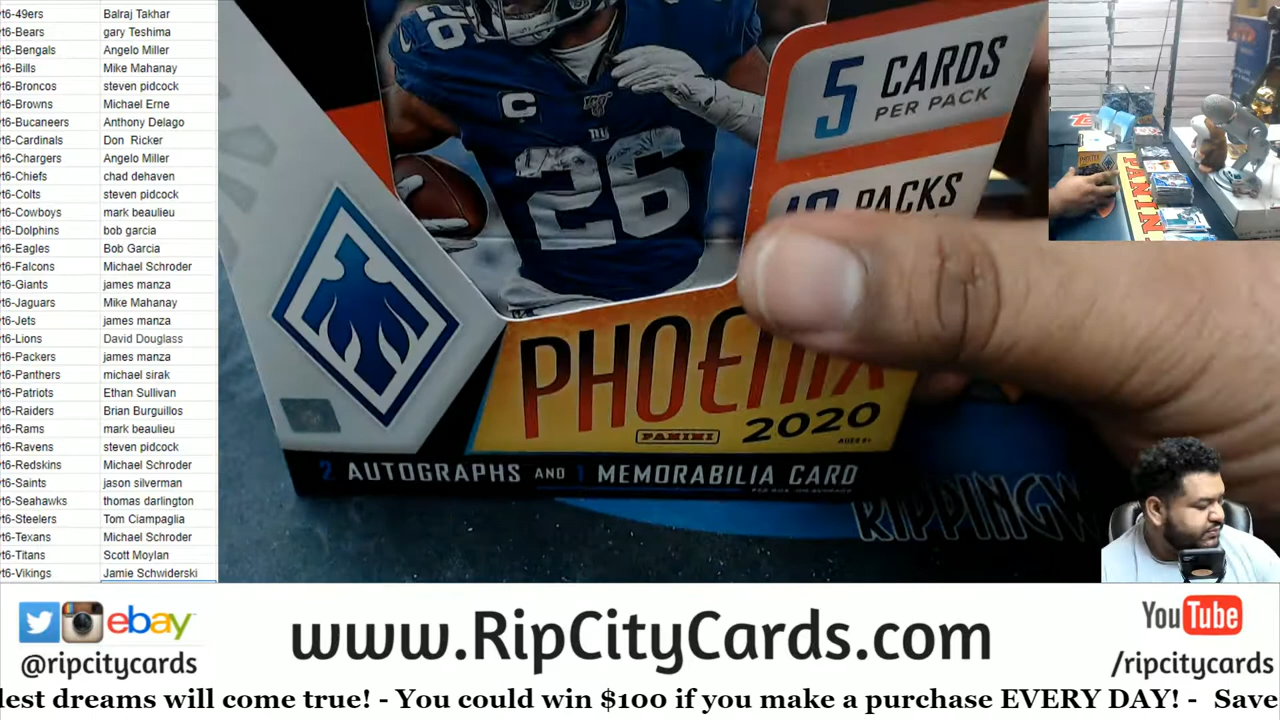 t6-49ers Balraj Takhar
t6-Bears gary Teshima
t6-Bengals Angelo Miller
t6-Bills Mike Mahanay
t6-Broncos steven pidcock
t6-Browns Michael Erne
t6-Bucaneers Anthony Delago
t6-Cardinals Don Ricker
t6-Chargers Angelo Miller
t6-Chiefs chad dehaven
t6-Colts steven pidcock
t6-Cowboys mark beaulieu
t6-Dolphins bob garcia
t6-Eagles Bob Garcia
t6-Falcons Michael Schroder
t6-Giants james manza
t6-Jaguars Mike Mahanay
t6-Jets james manza
t6-Lions David Douglass
t6-Packers james manza
t6-Panthers michael sirak
t6-Patriots Ethan Sullivan
t6-Raiders Brian Burguillos
t6-Rams mark beaulieu
t6-Ravens steven pidcock
t6-Redskins Michael Schroder
t6-Saints jason silverman
t6-Seahawks thomas darlington
t6-Steelers Tom Ciampaglia
t6-Texans Michael Schroder
t6-Titans Scott Moylan
t6-Vikings Jamie Schwiderski
26
C
ny
26
5 CARDS
PER PACK
PACKS
PHOENIX
PANINI 2020
2 AUTOGRAPHS AND 1 MEMORABILIA CARD
RIPPINGW
PANINI
ebay
@ripcitycards
www.RipCityCards.com
YouTube
/ripcitycards
lest dreams will come true! - You could win $100 if you make a purchase EVERY DAY! - Save